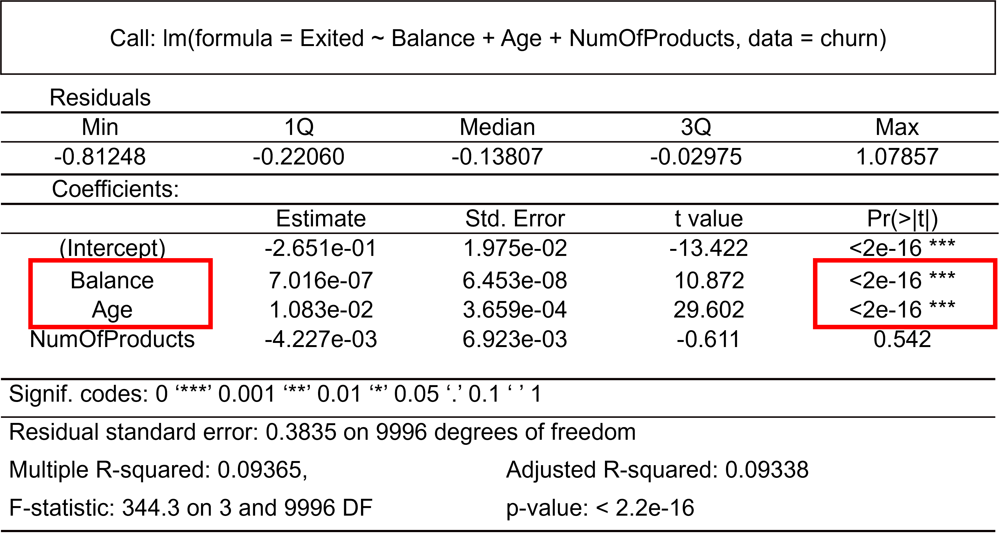 Call: lm(formula = Exited ~ Balance + Age + NumOfProducts, data = churn)
Residuals
Min 1Q Median 3Q Max
-0.81248 -0.22060 -0.13807 -0.02975 1.07857
Coefficients:
Estimate Std. Error t value Pr(>|t|)
(Intercept) -2.651e-01 1.975e-02 -13.422 <2e-16 ***
Balance 7.016e-07 6.453e-08 10.872 <2e-16 ***
Age 1.083e-02 3.659e-04 29.602 <2e-16 ***
NumOfProducts -4.227e-03 6.923e-03 -0.611 0.542
Signif. codes: 0 ‘***’ 0.001 ‘**’ 0.01 ‘*’ 0.05 ‘.’ 0.1 ‘ ’ 1
Residual standard error: 0.3835 on 9996 degrees of freedom
Multiple R-squared: 0.09365, Adjusted R-squared: 0.09338
F-statistic: 344.3 on 3 and 9996 DF p-value: < 2.2e-16